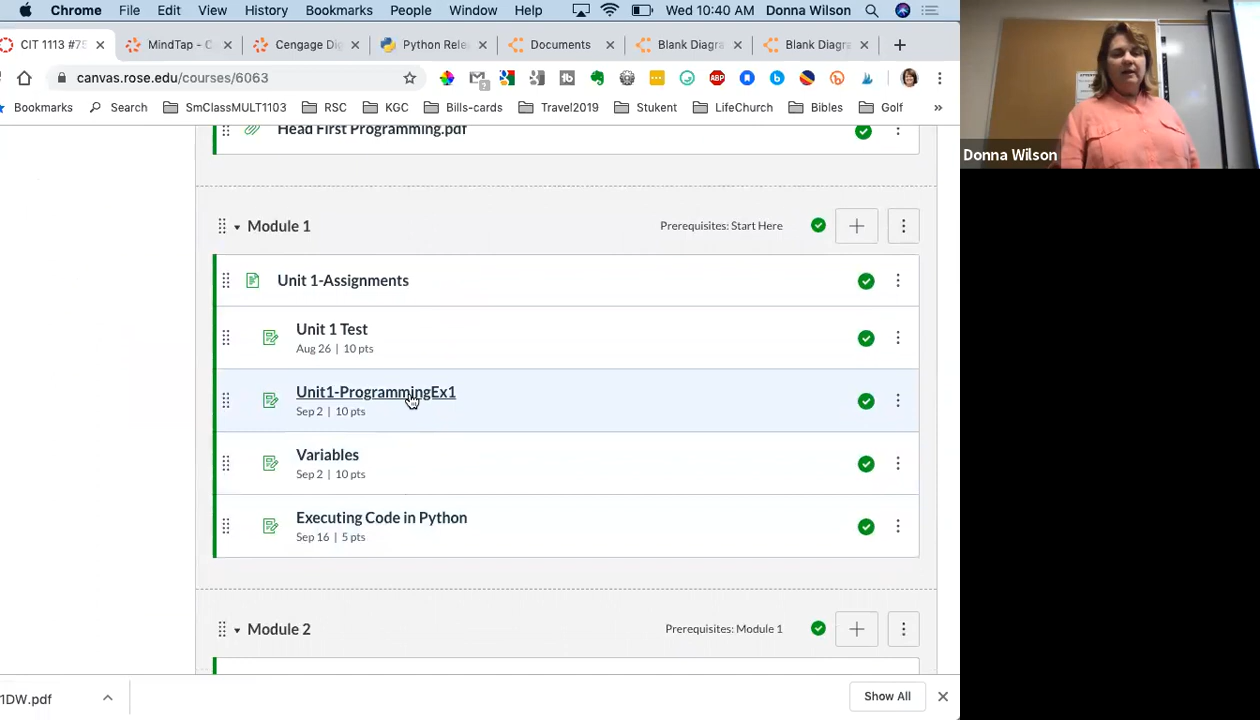 Chrome File Edit View History Bookmarks People Window Help Wed 10:40 AM Donna Wilson
CIT 1113 #75 MindTap - C Cengage Dig Python Rele Documents Blank Diagra Blank Diagra
canvas.rose.edu/courses/6063
Bookmarks Search SmClassMULT1103 RSC KGC Bills-cards Travel2019 Stukent LifeChurch Bibles Golf »
ABP
Donna Wilson
Head First Programming.pdf
Module 1 Prerequisites: Start Here
Unit 1-Assignments
Unit 1 Test
Aug 26 | 10 pts
Unit1-ProgrammingEx1
Sep 2 | 10 pts
Variables
Sep 2 | 10 pts
Executing Code in Python
Sep 16 | 5 pts
Module 2 Prerequisites: Module 1
1DW.pdf Show All